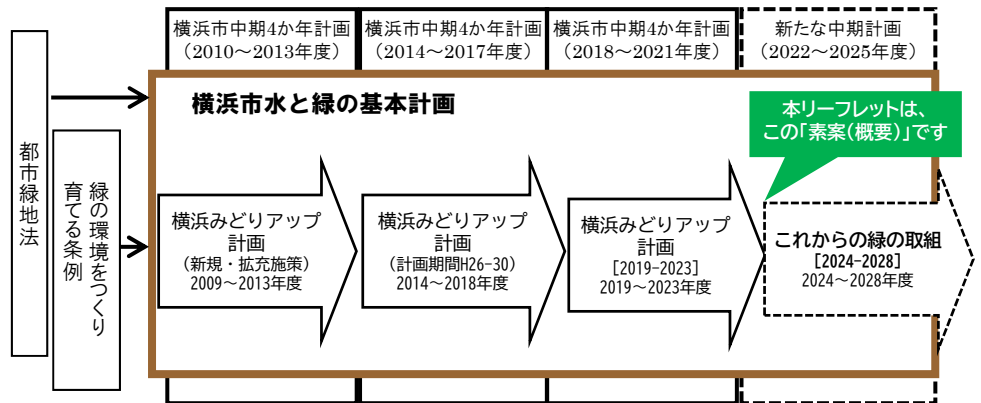 横浜市中期4か年計画
(2010～2013年度)
横浜市中期4か年計画
(2014～2017年度)
横浜市中期4か年計画
(2018～2021年度)
新たな中期計画
(2022～2025年度)
横浜市水と緑の基本計画
本リーフレットは、
この「素案(概要)」です
都市緑地法
緑の環境をつくり
育てる条例
横浜みどりアップ
計画
(新規・拡充施策)
2009～2013年度
横浜みどりアップ
計画
(計画期間H26-30)
2014～2018年度
横浜みどりアップ
計画
[2019-2023]
2019～2023年度
これからの緑の取組
[2024-2028]
2024～2028年度